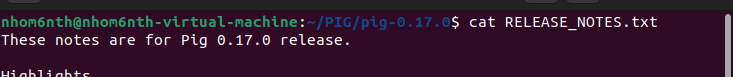 nhom6nth@nhom6nth-virtual-machine:~/PIG/pig-0.17.0$ cat RELEASE_NOTES.txt
These notes are for Pig 0.17.0 release.
Highlights